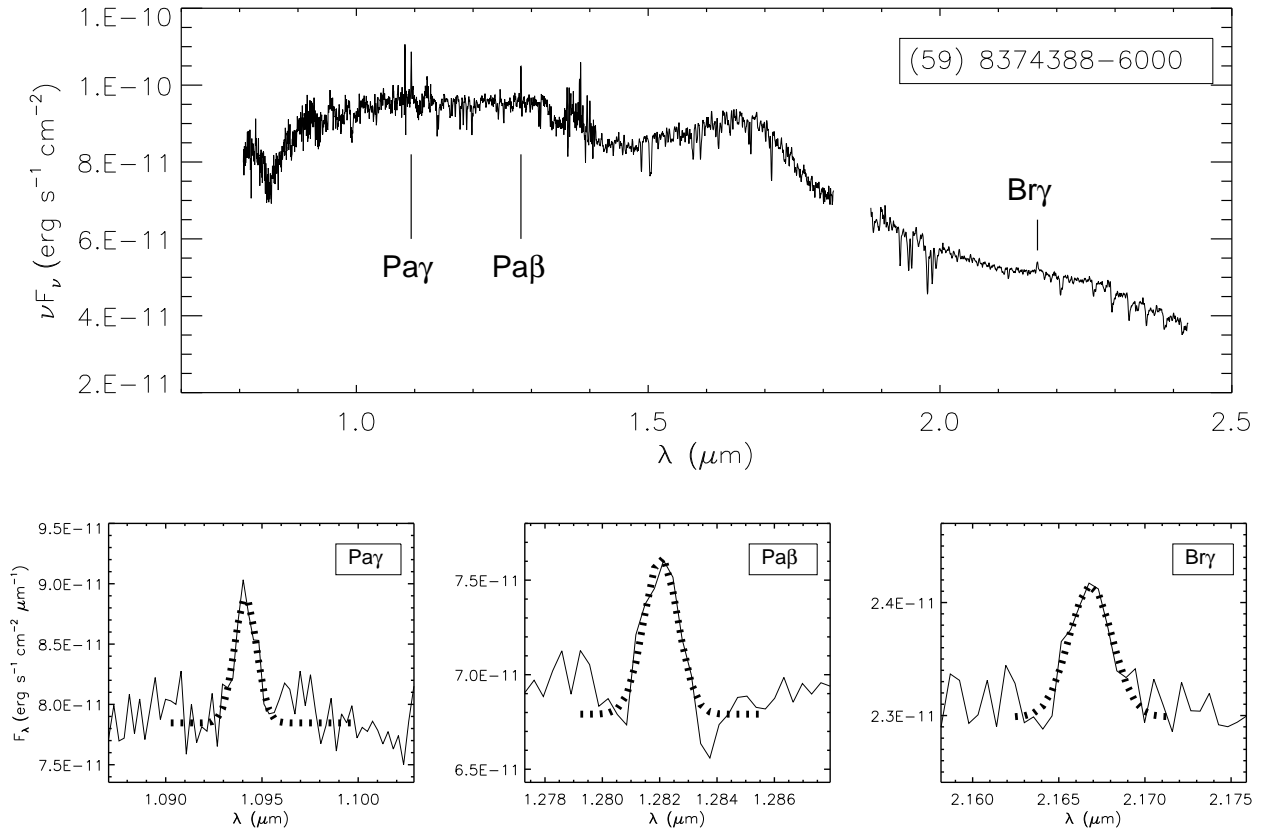 1.E−10
1.E−10
8.E−11
6.E−11
4.E−11
2.E−11
νFν (erg s−1 cm−2)
(59) 8374388−6000
Paγ
Paβ
Brγ
1.0
1.5
2.0
2.5
λ (μm)
9.5E−11
9.0E−11
8.5E−11
8.0E−11
7.5E−11
Fλ (erg s−1 cm−2 μm−1)
Paγ
1.090
1.095
1.100
λ (μm)
7.5E−11
7.0E−11
6.5E−11
Paβ
1.278
1.280
1.282
1.284
1.286
λ (μm)
2.4E−11
2.3E−11
Brγ
2.160
2.165
2.170
2.175
λ (μm)